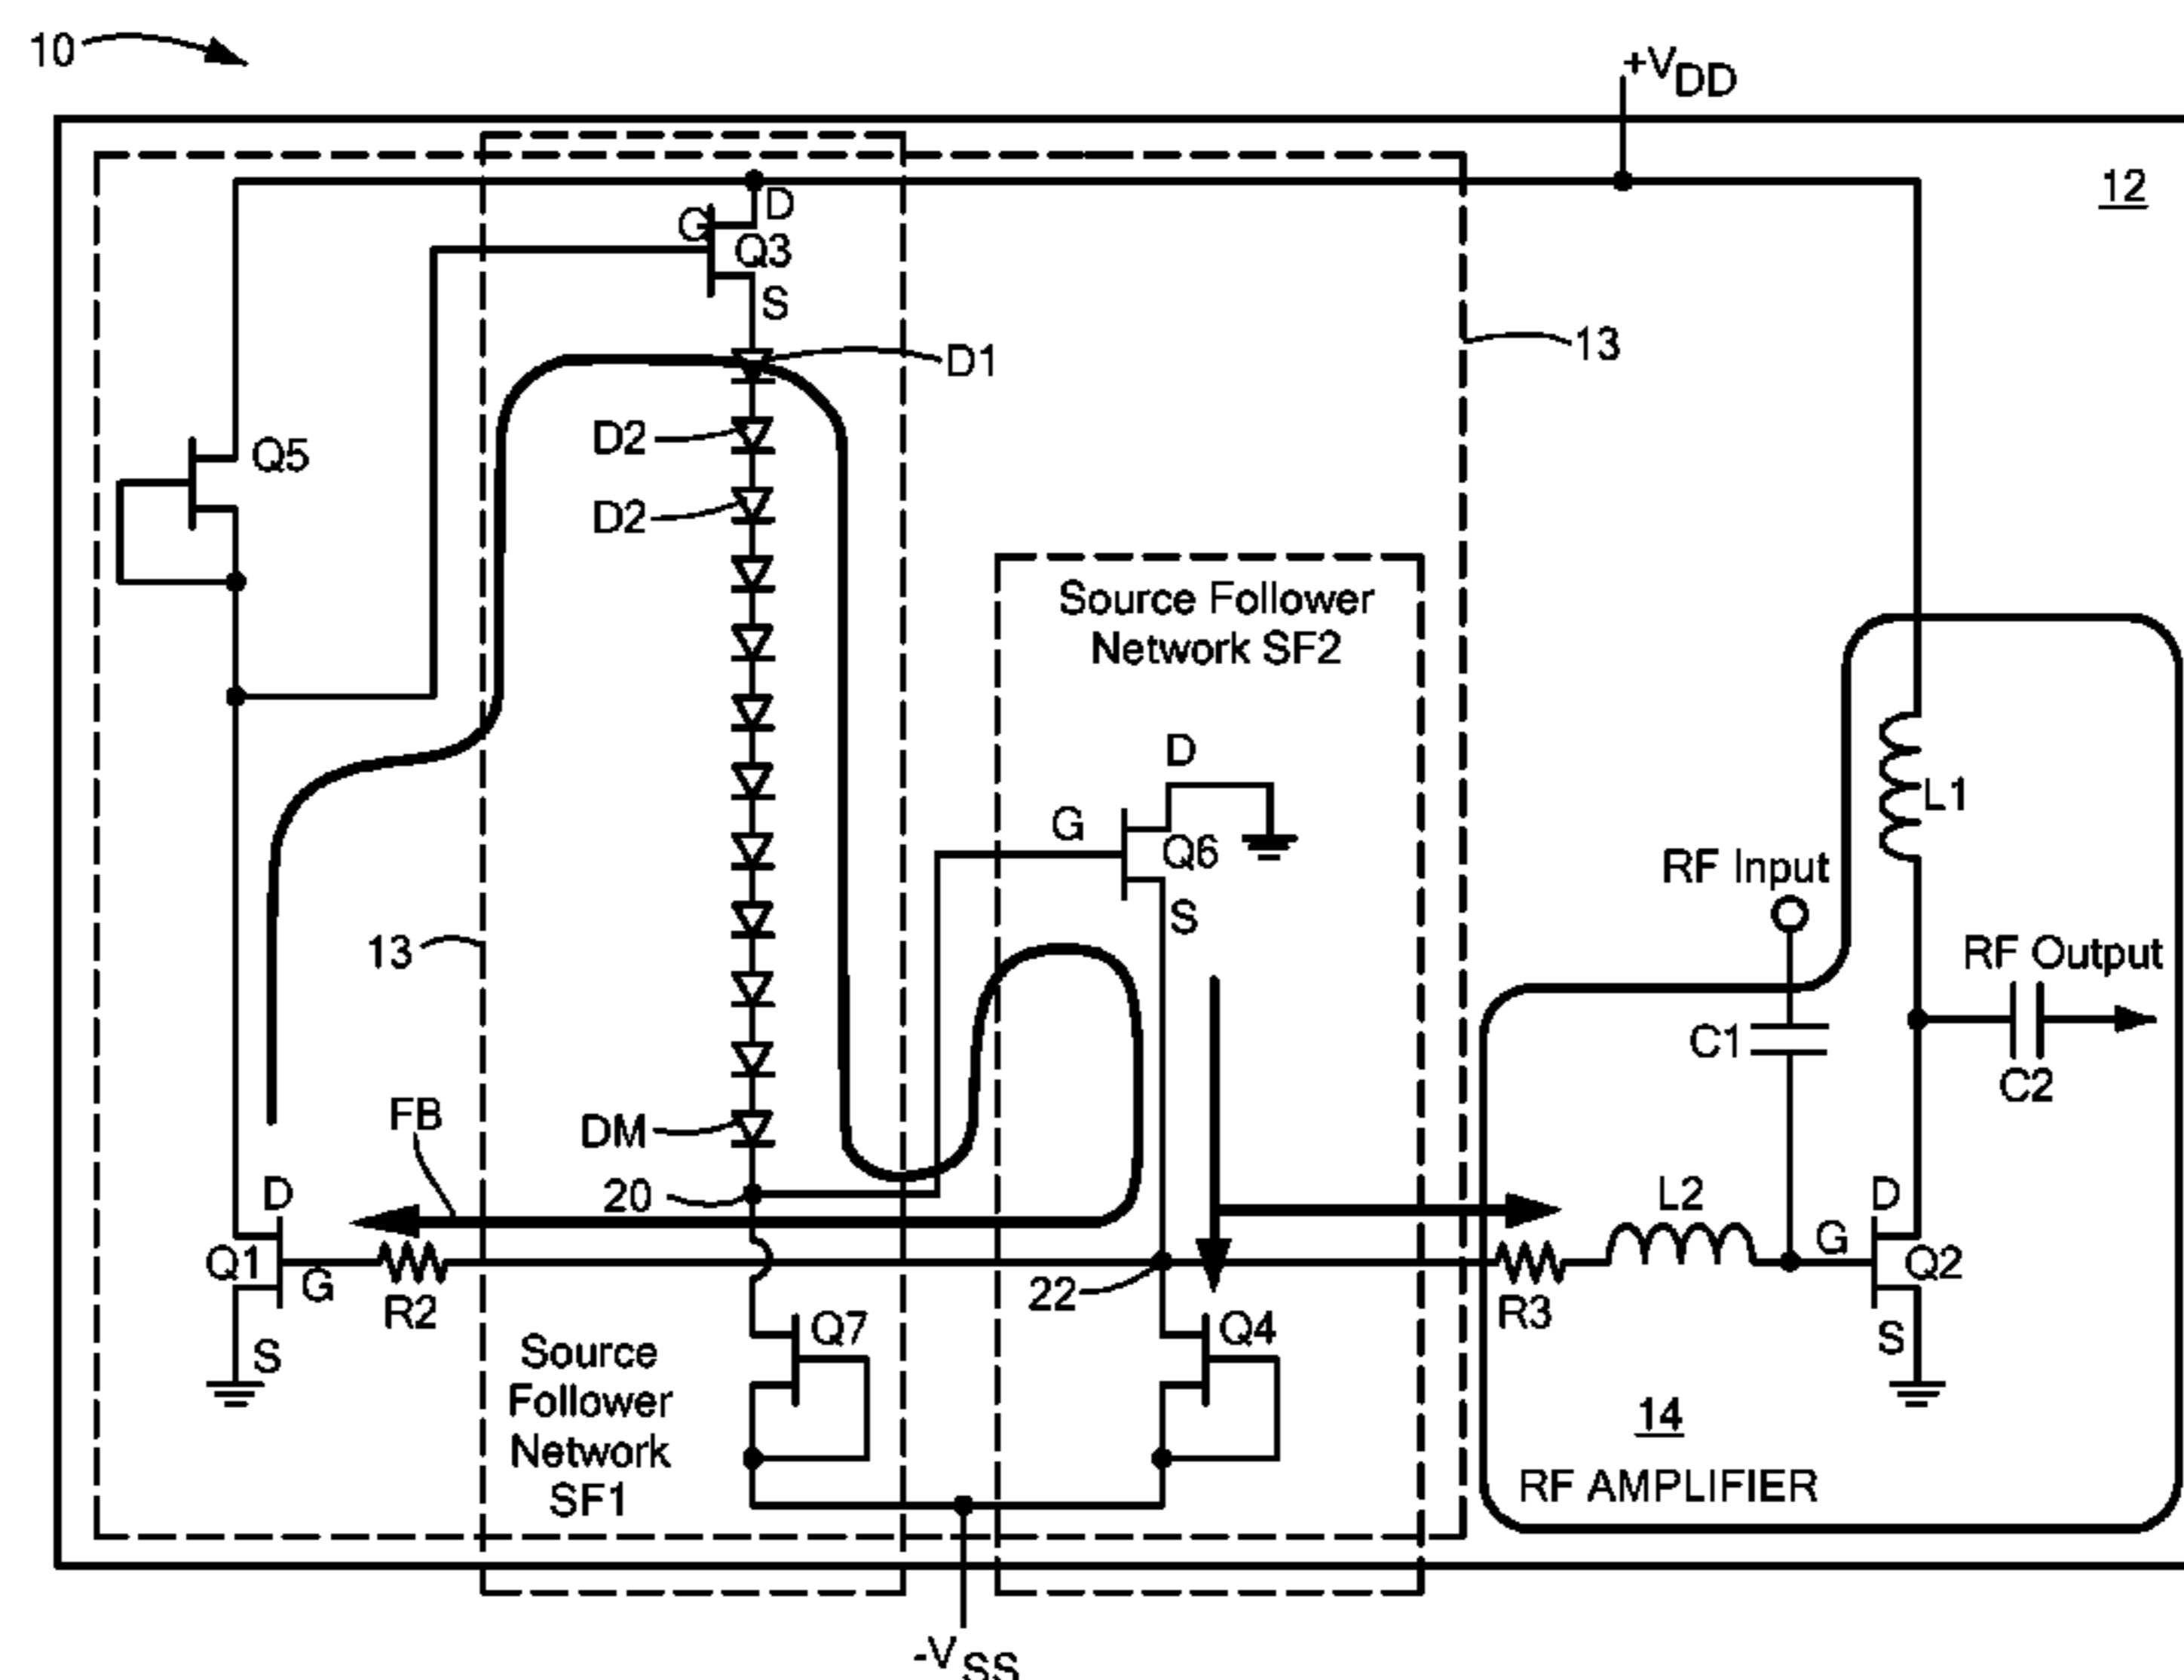 10
+VDD
12
D
G
Q3
S
13
D1
D2
Q5
D2
Source Follower
Network SF2
D
L1
G
Q6
RF Input
S
13
RF Output
C1
C2
FB
DM
D
20
L2
D
Q1
G
R2
22
G
Q2
R3
S
Q7
Q4
S
Source
Follower
Network
SF1
14
RF AMPLIFIER
-VSS